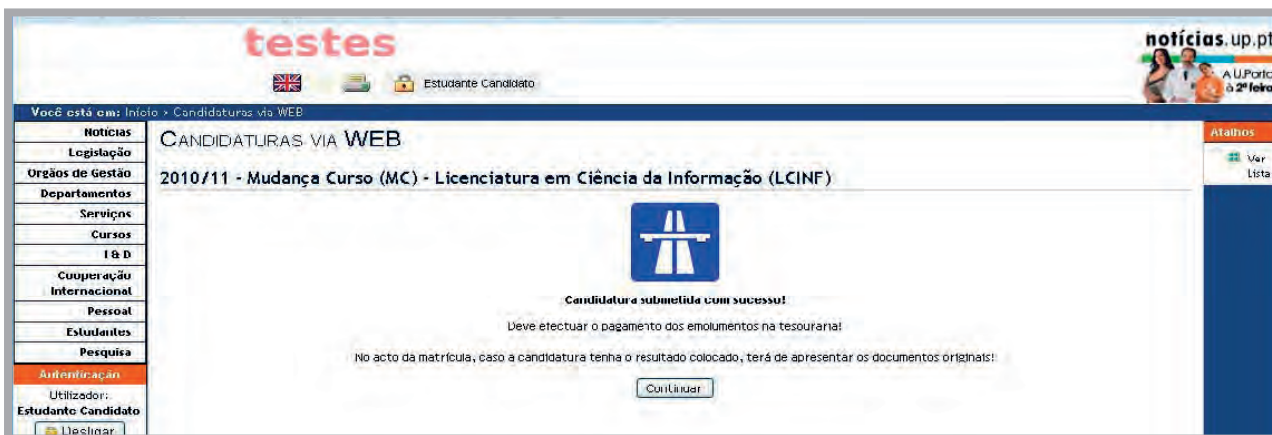 testes
notícias.up.pt
A U.Porto
à 2ª feira
Estudante Candidato
Você está em: Início > Candidaturas via WEB
Notícias
Legislação
Orgãos de Gestão
Departamentos
Serviços
Cursos
I & D
Cooperação
Internacional
Pessoal
Estudantes
Pesquisa
Autenticação
Utilizador:
Estudante Candidato
Desligar
CANDIDATURAS VIA WEB
2010/11 - Mudança Curso (MC) - Licenciatura em Ciência da Informação (LCINF)
Candidatura submetida com sucesso!
Deve efectuar o pagamento dos emolumentos na tesouraria!
No acto da matrícula, caso a candidatura tenha o resultado colocado, terá de apresentar os documentos originais!
Continuar
Atalhos
Ver
Lista